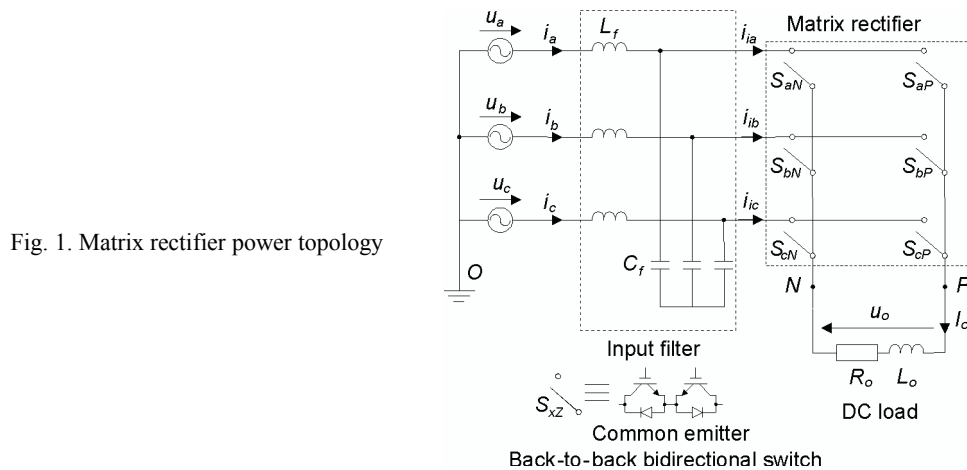 Fig. 1. Matrix rectifier power topology
u_a
i_a
L_f
i_ia
Matrix rectifier
S_aN
S_aP
u_b
i_b
i_ib
S_bN
S_bP
u_c
i_c
i_ic
S_cN
S_cP
O
C_f
N
P
u_o
I_o
Input filter
R_o
L_o
S_xZ
DC load
Common emitter
Back-to-back bidirectional switch